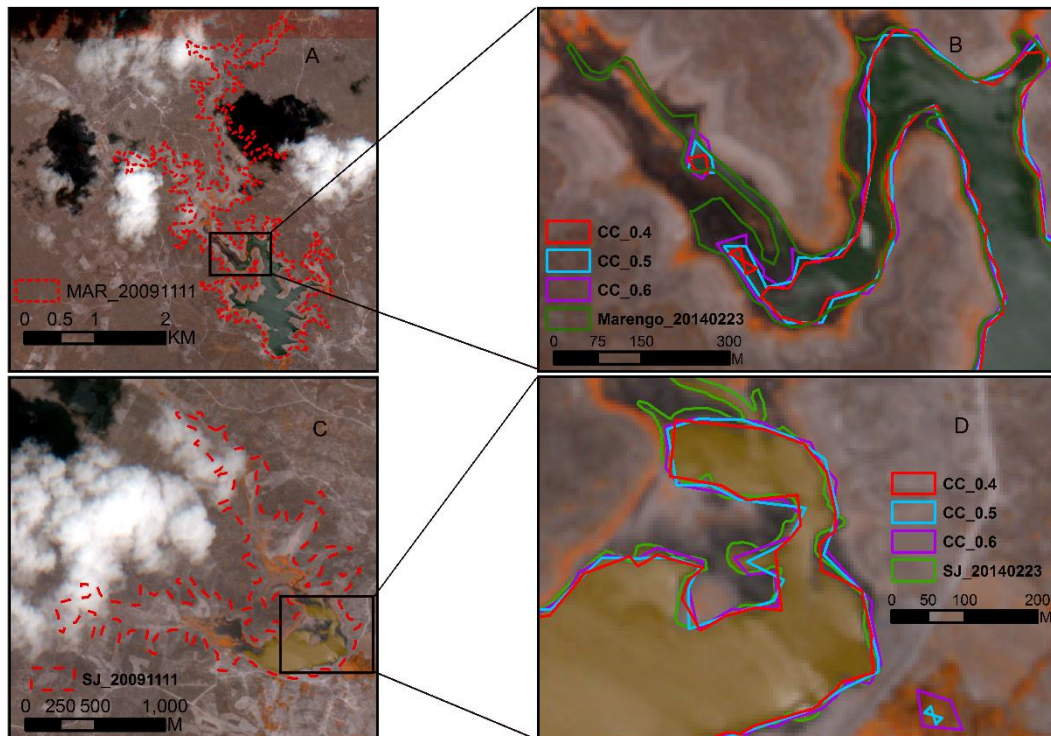 A
MAR_20091111
0 0.5 1 2
KM
B
CC_0.4
CC_0.5
CC_0.6
Marengo_20140223
0 75 150 300
M
C
SJ_20091111
0 250 500 1,000
M
D
CC_0.4
CC_0.5
CC_0.6
SJ_20140223
0 50 100 200
M